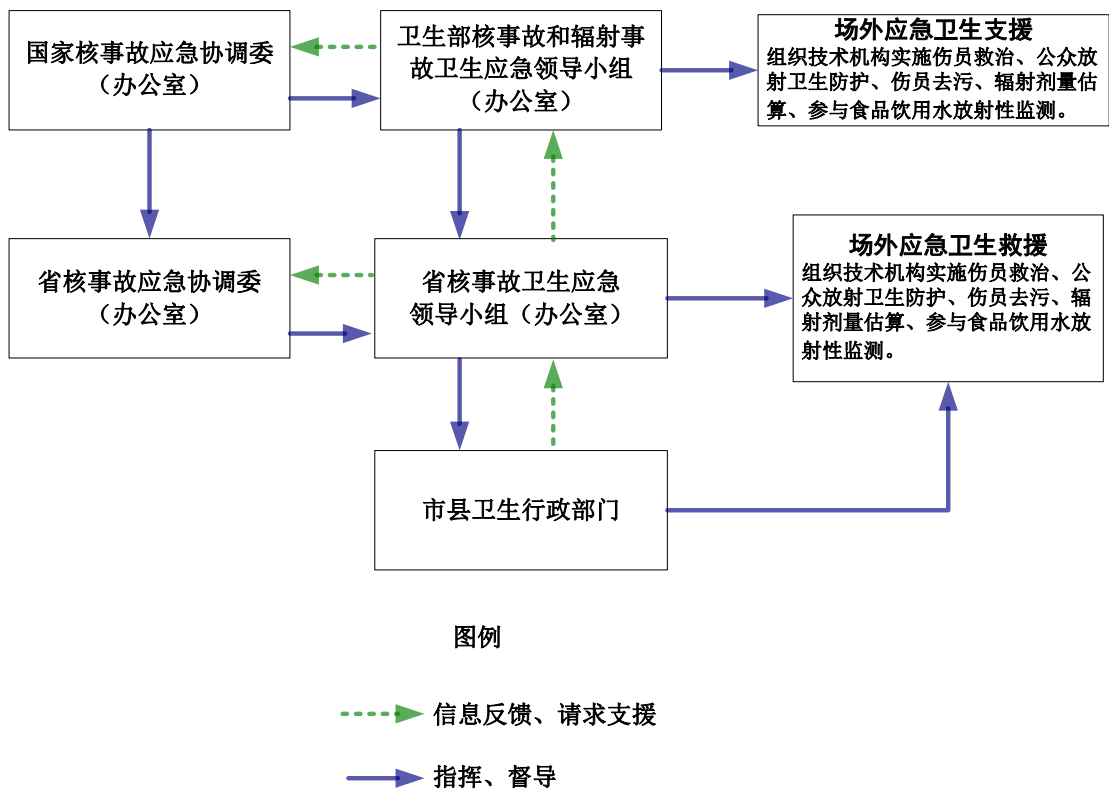 国家核事故应急协调委
（办公室）
卫生部核事故和辐射事
故卫生应急领导小组
（办公室）
场外应急卫生支援
组织技术机构实施伤员救治、公众放
射卫生防护、伤员去污、辐射剂量估
算、参与食品饮用水放射性监测。
省核事故应急协调委
（办公室）
省核事故卫生应急
领导小组（办公室）
场外应急卫生救援
组织技术机构实施伤员救治、公
众放射卫生防护、伤员去污、辐
射剂量估算、参与食品饮用水放
射性监测。
市县卫生行政部门
图例
信息反馈、请求支援
指挥、督导